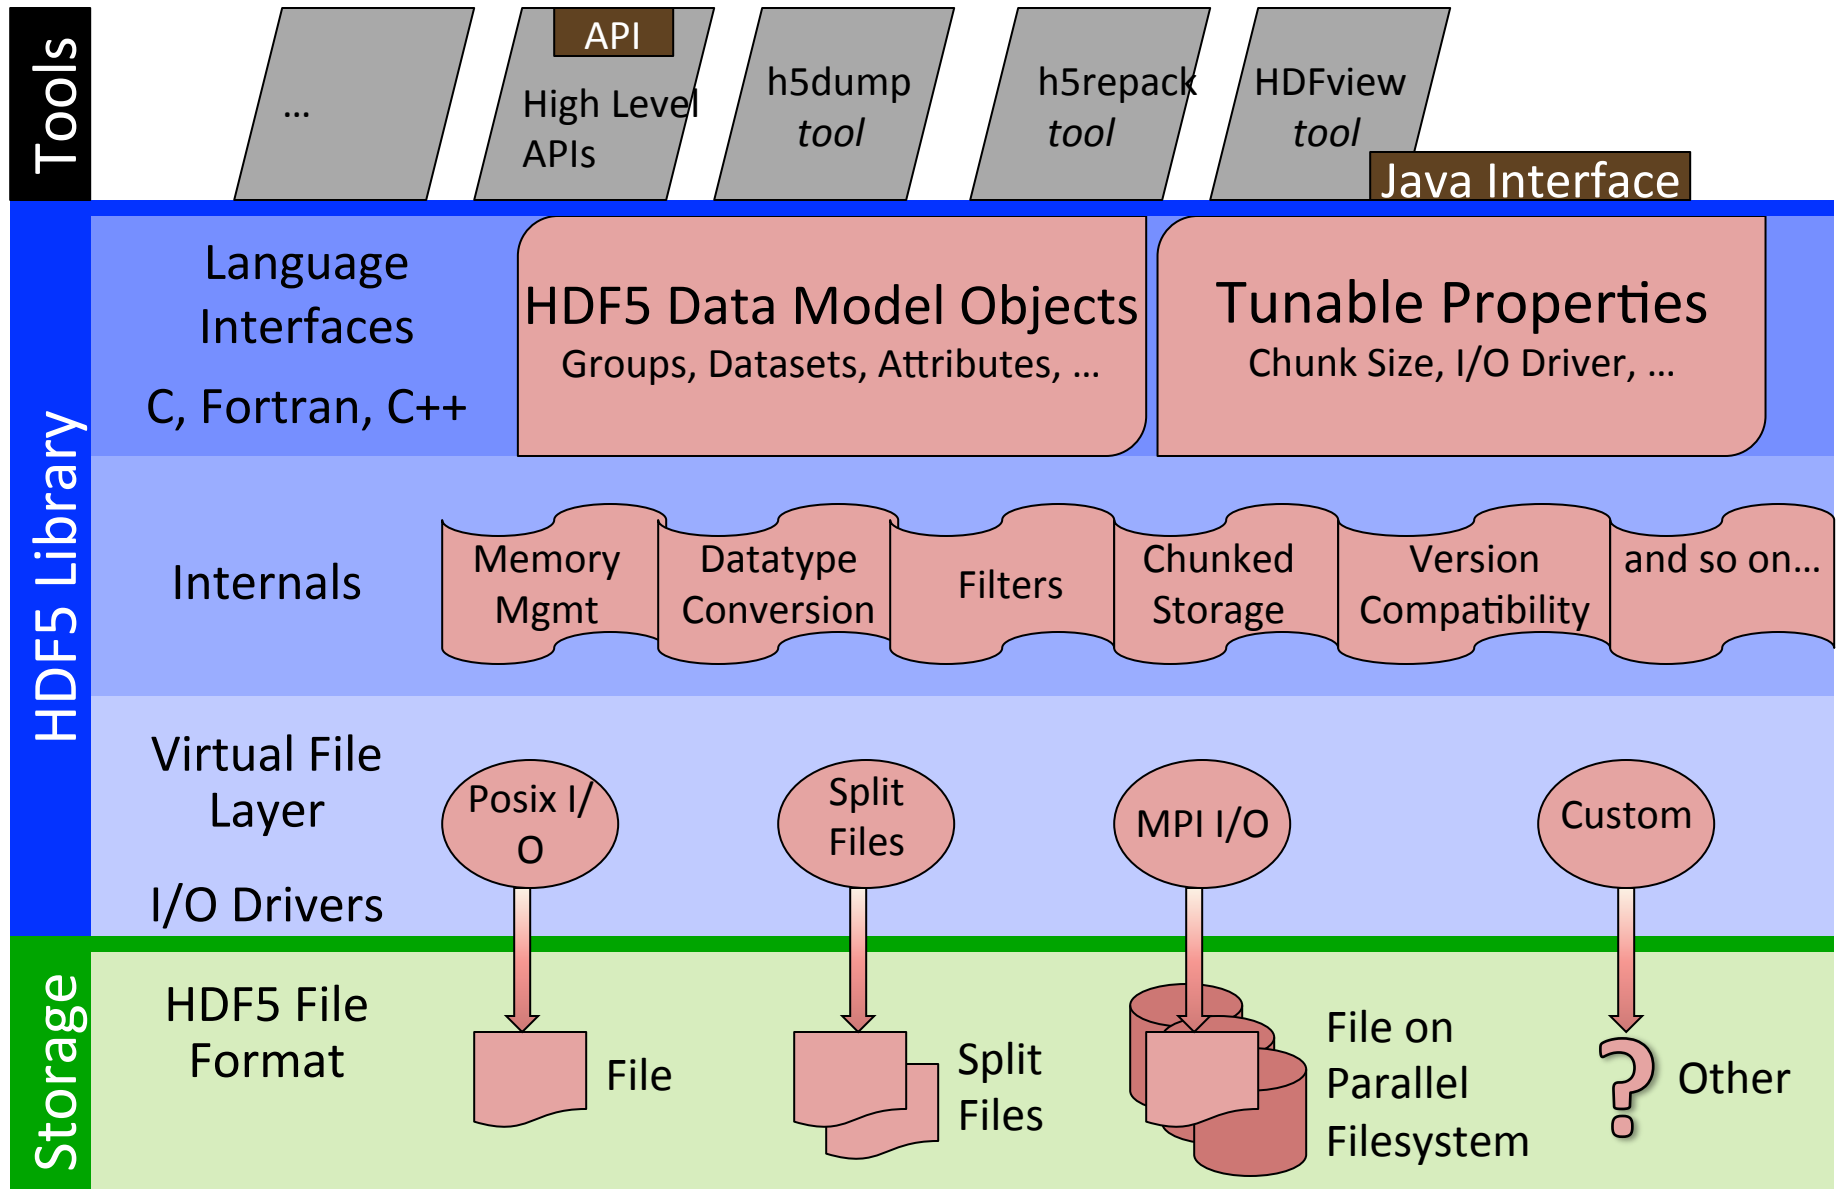 Tools
…
API
High Level
APIs
h5dump
tool
h5repack
tool
HDFview
tool
Java Interface
HDF5 Library
Language
Interfaces
C, Fortran, C++
HDF5 Data Model Objects
Groups, Datasets, Attributes, …
Tunable Properties
Chunk Size, I/O Driver, …
Internals
Memory
Mgmt
Datatype
Conversion
Filters
Chunked
Storage
Version
Compatibility
and so on…
Virtual File
Layer
I/O Drivers
Posix I/
O
Split
Files
MPI I/O
Custom
Storage
HDF5 File
Format
File
Split
Files
File on
Parallel
Filesystem
?
Other